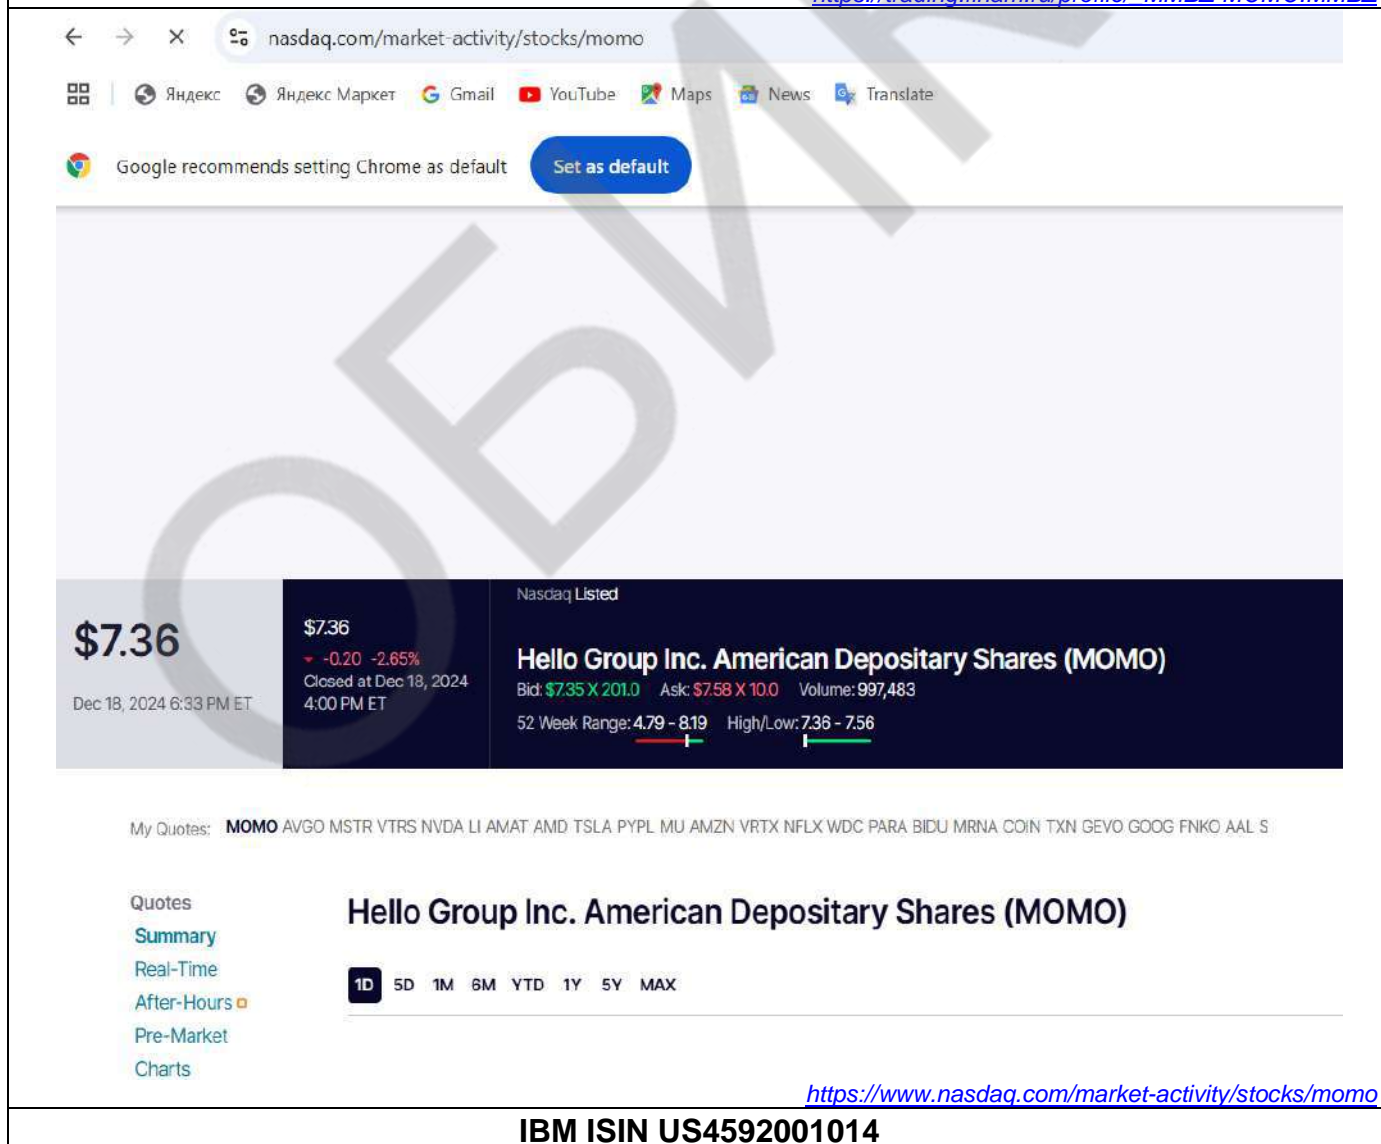 nasdaq.com/market-activity/stocks/momo
Яндекс Яндекс Маркет Gmail YouTube Maps News Translate
Google recommends setting Chrome as default Set as default
ОБИ
Nasdaq Listed
$7.36 $7.36
-0.20 -2.65%
Hello Group Inc. American Depositary Shares (MOMO)
Closed at Dec 18, 2024
4:00 PM ET
Dec 18, 2024 6:33 PM ET
Bid: $7.35 X 201.0 Ask: $7.58 X 10.0 Volume: 997,483
52 Week Range: 4.79 - 8.19 High/Low: 7.36 - 7.56
My Quotes: MOMO AVGO MSTR VTRS NVDA LI AMAT AMD TSLA PYPL MU AMZN VRTX NFLX WDC PARA BIDU MRNA COIN TXN GEVO GOOG FNKO AAL S
Quotes
Hello Group Inc. American Depositary Shares (MOMO)
Summary
Real-Time
1D 5D 1M 6M YTD 1Y 5Y MAX
After-Hours
Pre-Market
Charts
https://www.nasdaq.com/market-activity/stocks/momo
IBM ISIN US4592001014